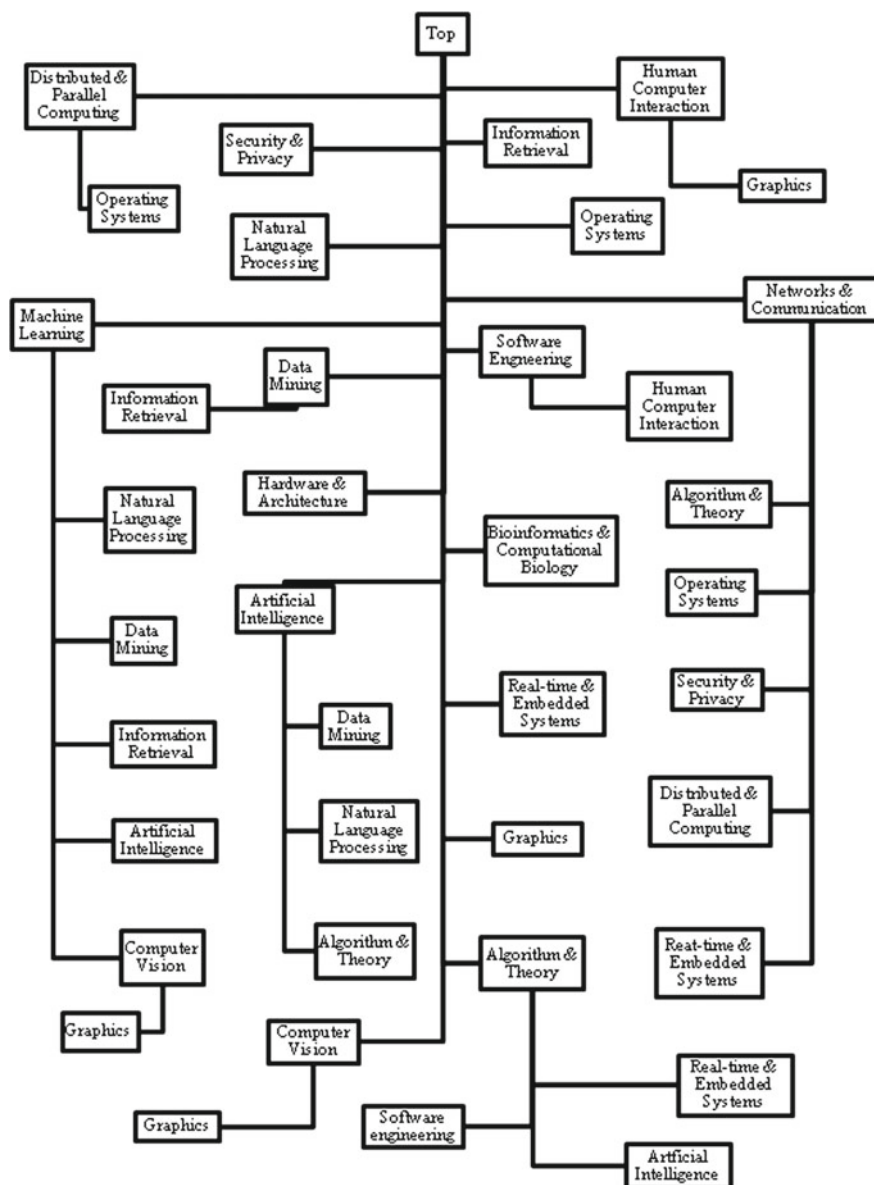 Top
Distributed &
Parallel
Computing
Human
Computer
Interaction
Security &
Privacy
Information
Retrieval
Graphics
Operating
Systems
Natural
Language
Processing
Operating
Systems
Networks &
Communication
Machine
Learning
Software
Engneering
Data
Mining
Information
Retrieval
Human
Computer
Interaction
Hardware &
Architecture
Natural
Language
Processing
Algorithm &
Theory
Bioinformatics &
Computational
Biology
Operating
Systems
Artificial
Intelligence
Data
Mining
Real-time &
Embedded
Systems
Security &
Privacy
Data
Mining
Information
Retrieval
Distributed &
Parallel
Computing
Natural
Language
Processing
Graphics
Artificial
Intelligence
Computer
Vision
Algorithm &
Theory
Algorithm &
Theory
Reat-time &
Embedded
Systems
Graphics
Computer
Vision
Real-time &
Embedded
Systems
Graphics
Software
engineering
Artficial
Intelligence